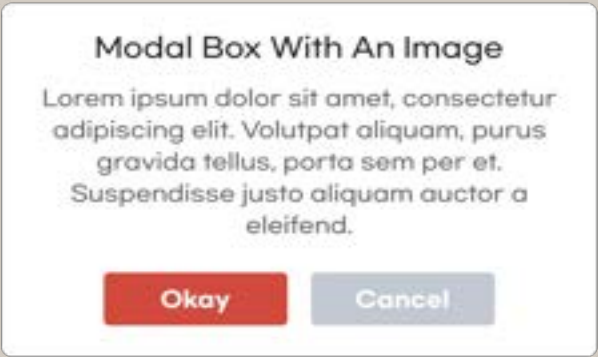 Modal Box With An Image
Lorem ipsum dolor sit amet, consectetur
adipiscing elit. Volutpat aliquam, purus
gravida tellus, porta sem per et.
Suspendisse justo aliquam auctor a
eleifend.
Okay
Cancel